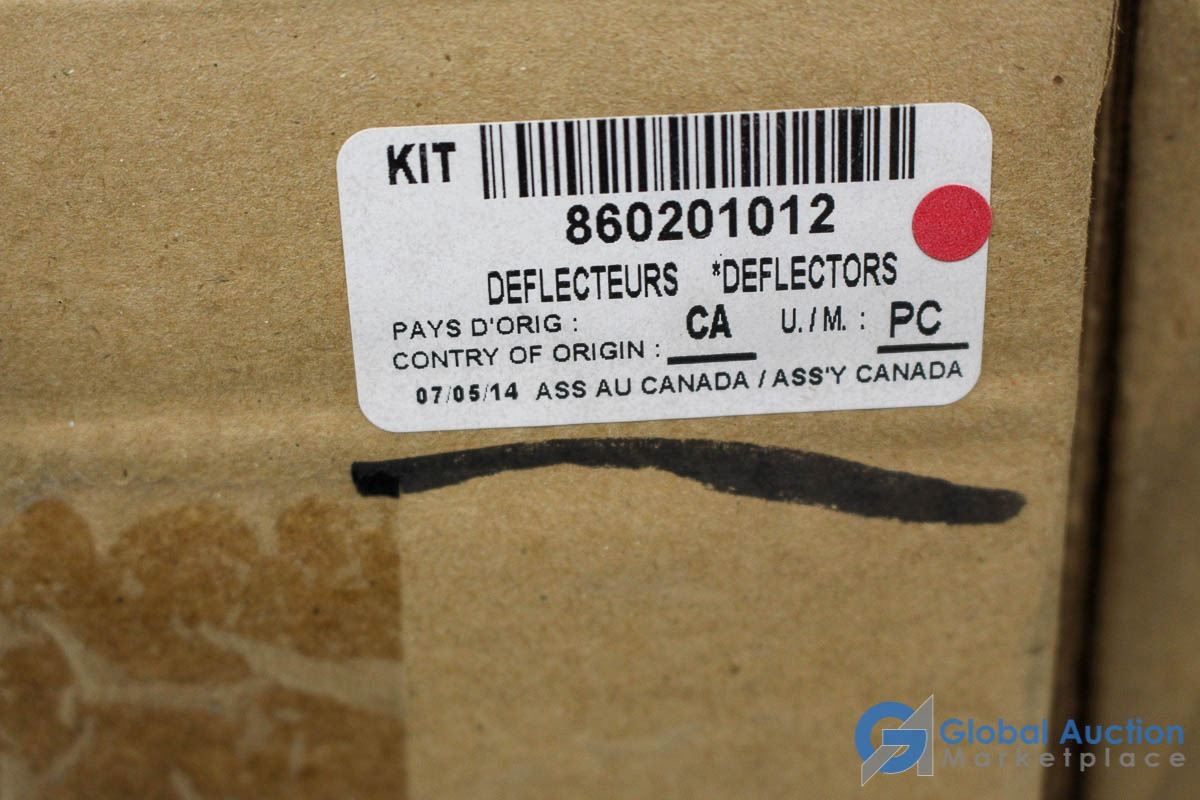 KIT
860201012
DEFLECTEURS *DEFLECTORS
PAYS D'ORIG :
CONTRY OF ORIGIN : CA U./M. : PC
07/05/14 ASS AU CANADA / ASS'Y CANADA
Global Auction
Marketplace